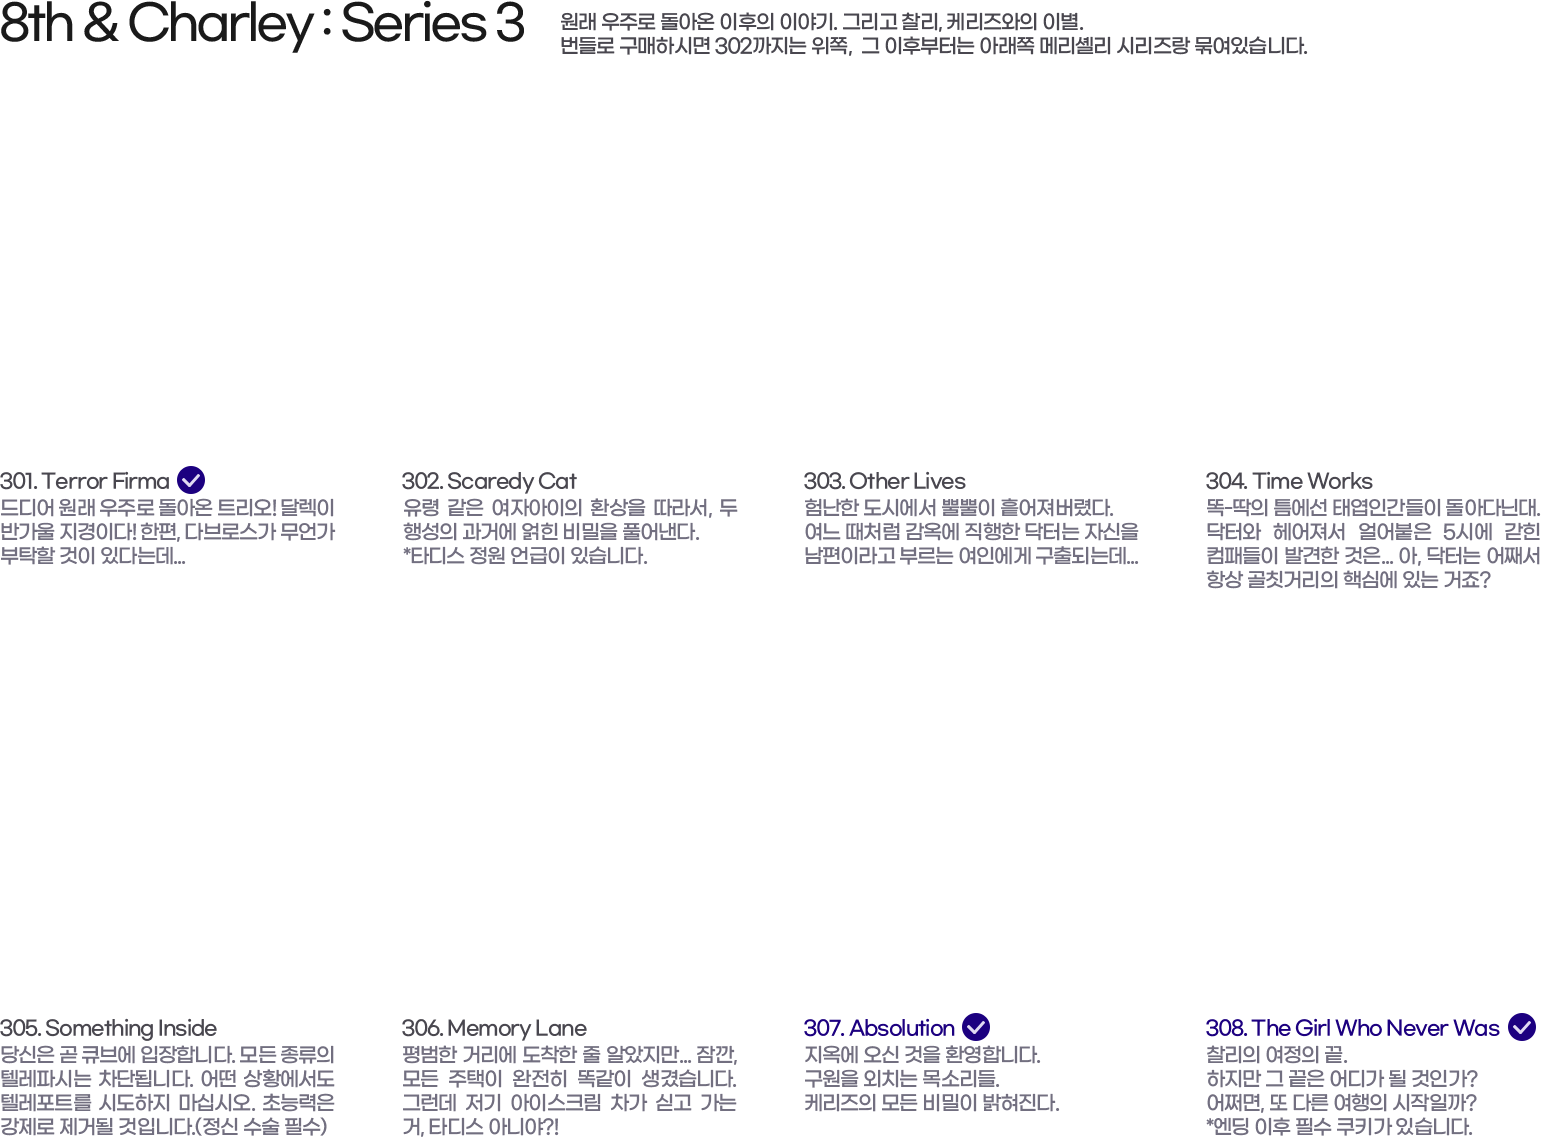 8th & Charley : Series 3
원래 우주로 돌아온 이후의 이야기. 그리고 찰리, 케리즈와의 이별.
번들로 구매하시면 302까지는 위쪽, 그 이후부터는 아래쪽 메리셸리 시리즈랑 묶여있습니다.
301. Terror Firma
드디어 원래 우주로 돌아온 트리오! 달렉이
반가울 지경이다! 한편, 다브로스가 무언가
부탁할 것이 있다는데...
302. Scaredy Cat
유령 같은 여자아이의 환상을 따라서, 두
행성의 과거에 얽힌 비밀을 풀어낸다.
*타디스 정원 언급이 있습니다.
303. Other Lives
험난한 도시에서 뿔뿔이 흩어져버렸다.
여느 때처럼 감옥에 직행한 닥터는 자신을
남편이라고 부르는 여인에게 구출되는데...
304. Time Works
똑-딱의 틈에선 태엽인간들이 돌아다닌대.
닥터와 헤어져서 얼어붙은 5시에 갇힌
컴패들이 발견한 것은... 아, 닥터는 어째서
항상 골칫거리의 핵심에 있는 거죠?
305. Something Inside
당신은 곧 큐브에 입장합니다. 모든 종류의
텔레파시는 차단됩니다. 어떤 상황에서도
텔레포트를 시도하지 마십시오. 초능력은
강제로 제거될 것입니다.(정신 수술 필수)
306. Memory Lane
평범한 거리에 도착한 줄 알았지만... 잠깐,
모든 주택이 완전히 똑같이 생겼습니다.
그런데 저기 아이스크림 차가 싣고 가는
거, 타디스 아니야?!
307. Absolution
지옥에 오신 것을 환영합니다.
구원을 외치는 목소리들.
케리즈의 모든 비밀이 밝혀진다.
308. The Girl Who Never Was
찰리의 여정의 끝.
하지만 그 끝은 어디가 될 것인가?
어쩌면, 또 다른 여행의 시작일까?
*엔딩 이후 필수 쿠키가 있습니다.